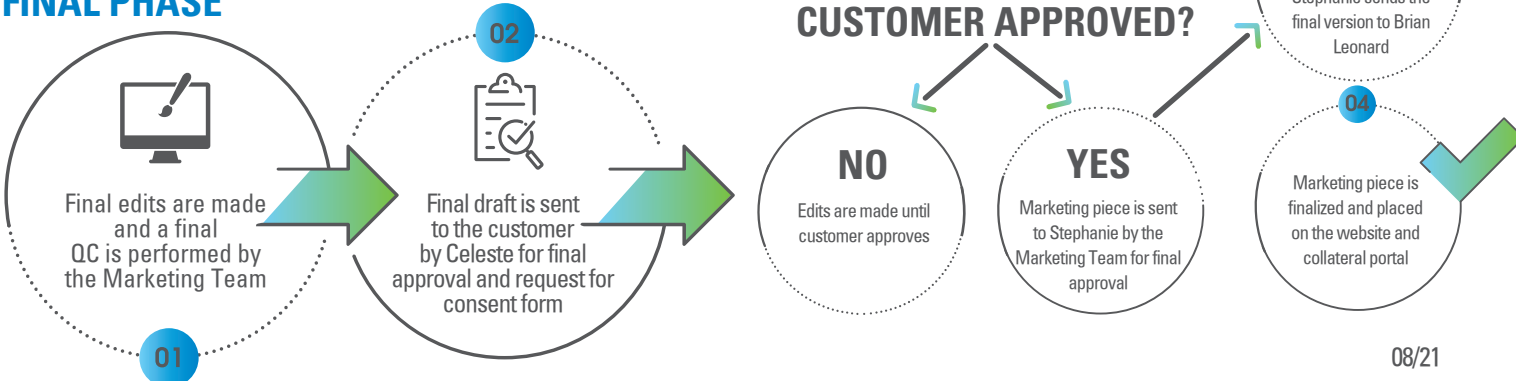 FINAL PHASE
01
Final edits are made
and a final
QC is performed by
the Marketing Team
02
Final draft is sent
to the customer
by Celeste for final
approval and request for
consent form
CUSTOMER APPROVED?
NO
Edits are made until
customer approves
YES
Marketing piece is sent
to Stephanie by the
Marketing Team for final
approval
Stephanie sends the
final version to Brian
Leonard
04
Marketing piece is
finalized and placed
on the website and
collateral portal
08/21